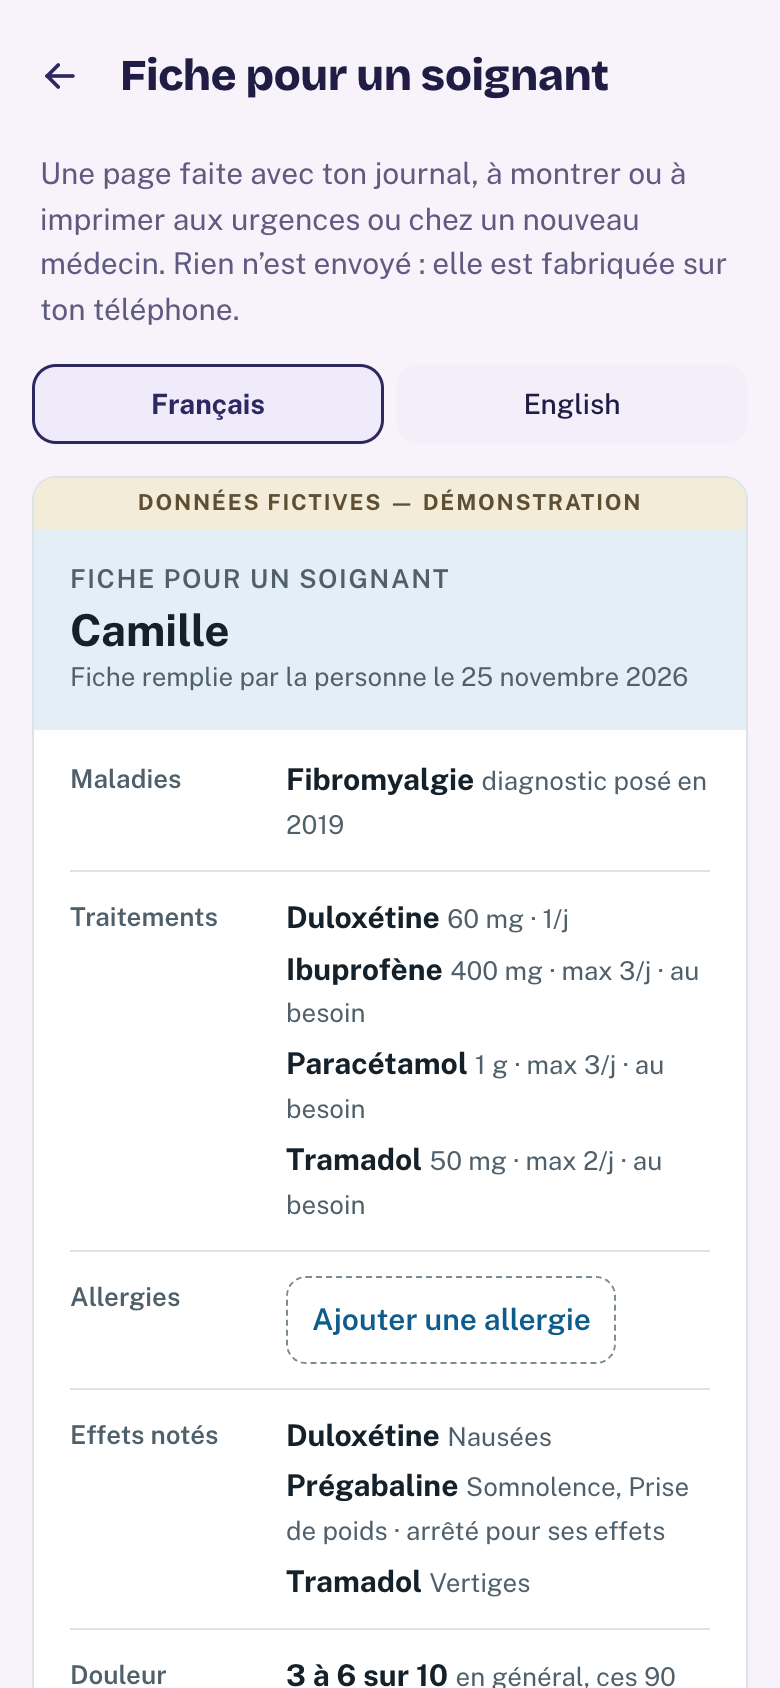 Fiche pour un soignant
Une page faite avec ton journal, à montrer ou à
imprimer aux urgences ou chez un nouveau
médecin. Rien n’est envoyé : elle est fabriquée sur
ton téléphone.
Français
English
DONNÉES FICTIVES — DÉMONSTRATION
FICHE POUR UN SOIGNANT
Camille
Fiche remplie par la personne le 25 novembre 2026
Maladies
Fibromyalgie diagnostic posé en
2019
Traitements
Duloxétine 60 mg · 1/j
Ibuprofène 400 mg · max 3/j · au
besoin
Paracétamol 1 g · max 3/j · au
besoin
Tramadol 50 mg · max 2/j · au
besoin
Allergies
Ajouter une allergie
Effets notés
Duloxétine Nausées
Prégabaline Somnolence, Prise
de poids · arrêté pour ses effets
Tramadol Vertiges
Douleur
3 à 6 sur 10 en général, ces 90